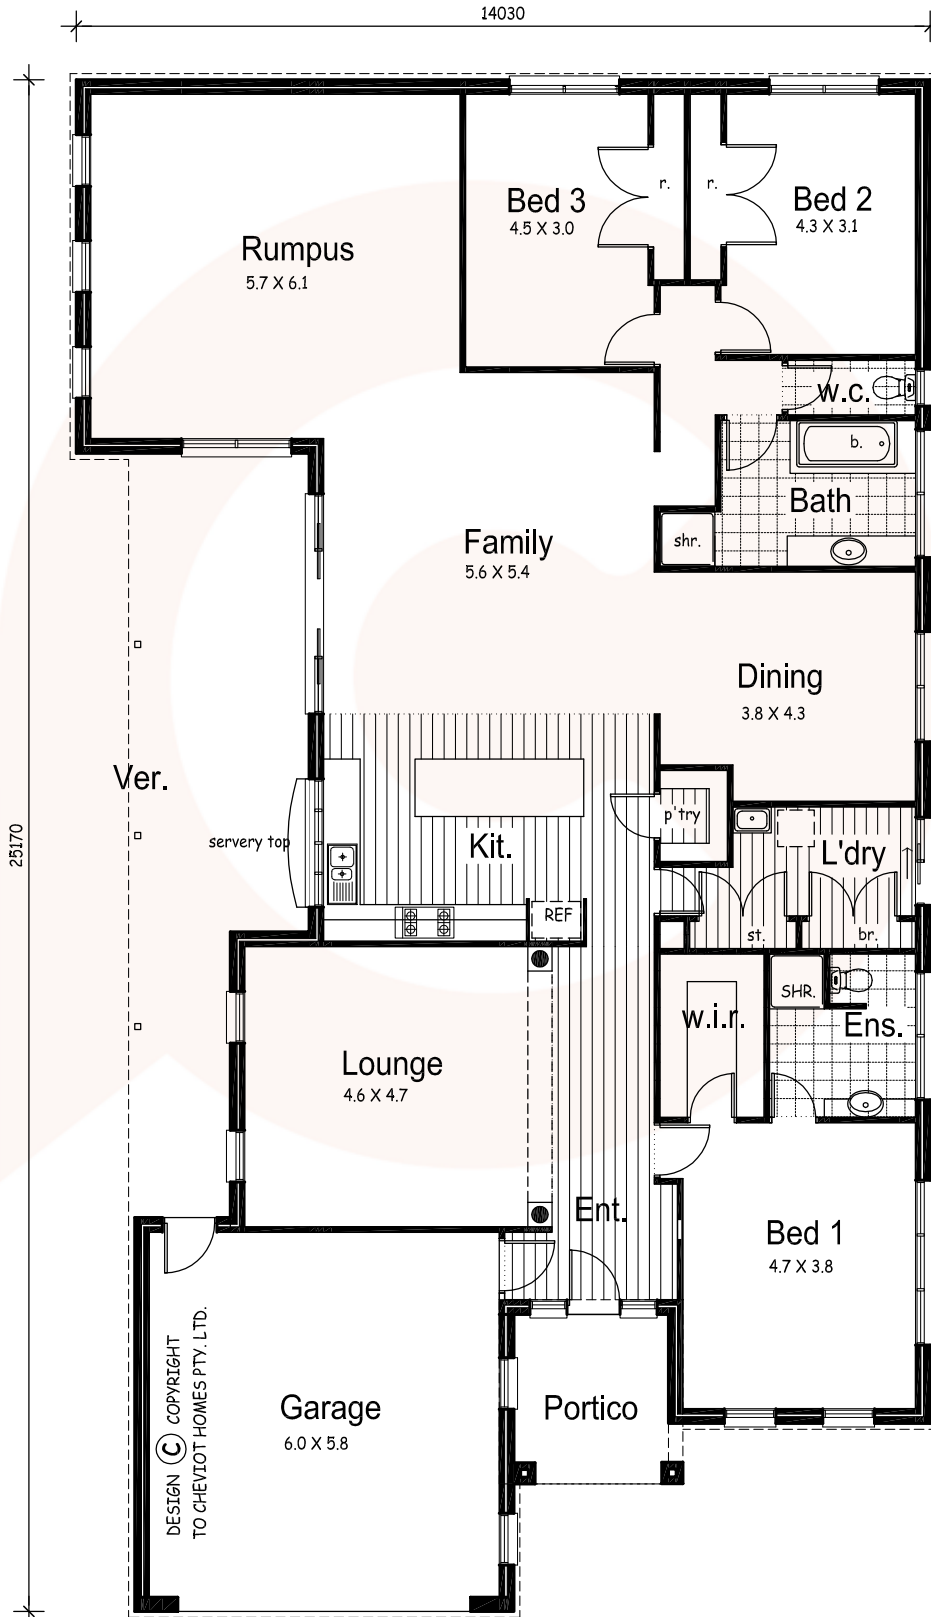 14030
25170
Rumpus
5.7 X 6.1
Bed 3
4.5 X 3.0
r.
r.
Bed 2
4.3 X 3.1
w.c.
b.
Bath
shr.
Family
5.6 X 5.4
Dining
3.8 X 4.3
Ver.
servery top
Kit.
p'try
L'dry
REF
st.
br.
SHR.
w.i.r.
Ens.
Lounge
4.6 X 4.7
Ent.
Bed 1
4.7 X 3.8
Garage
6.0 X 5.8
Portico
DESIGN C COPYRIGHT
TO CHEVIOT HOMES PTY. LTD.